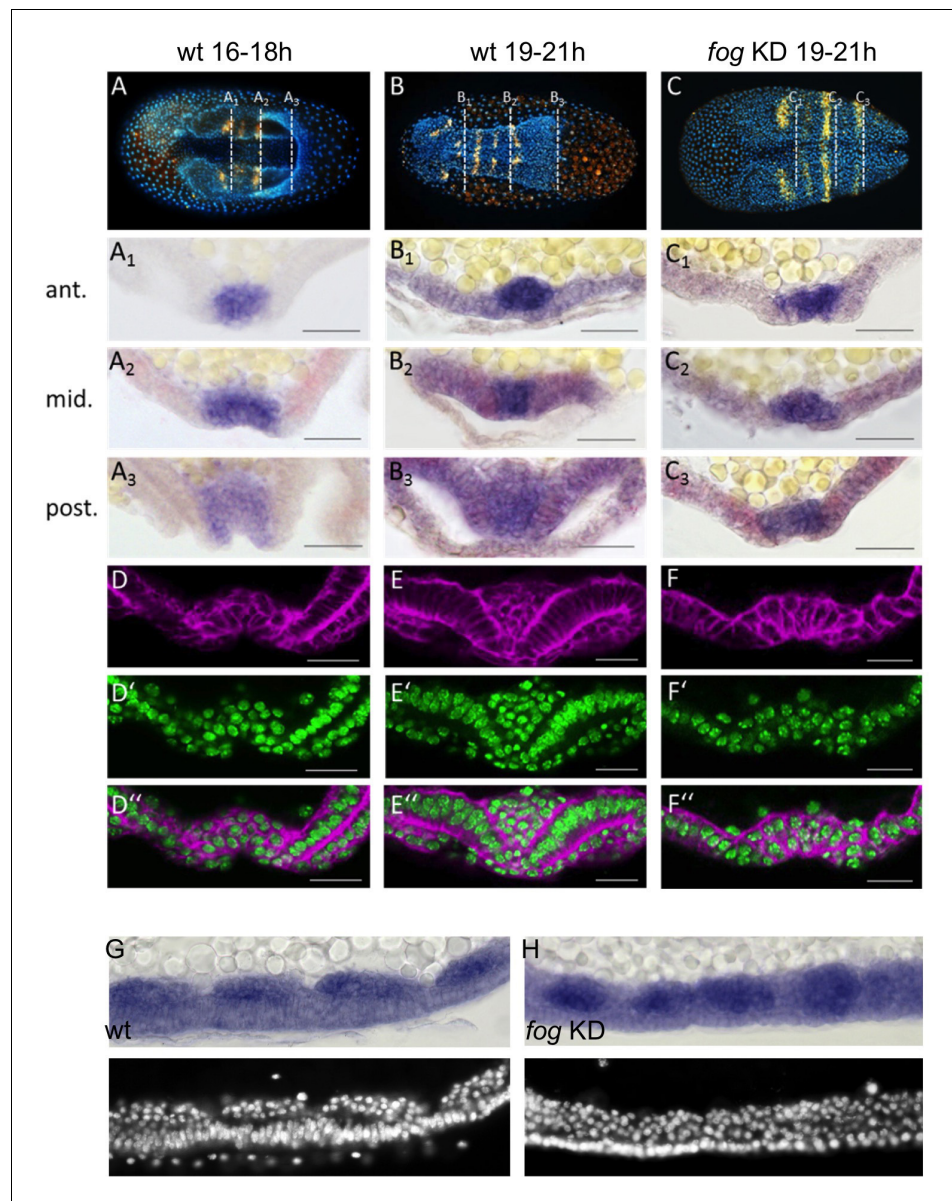 wt 16-18h wt 19-21h fog KD 19-21h
A A1 A2 A3 B B1 B2 B3 C C1 C2 C3
ant. A1 B1 C1
mid. A2 B2 C2
post. A3 B3 C3
D E F
D‘ E‘ F‘
D“ E“ F“
G H
wt fog KD